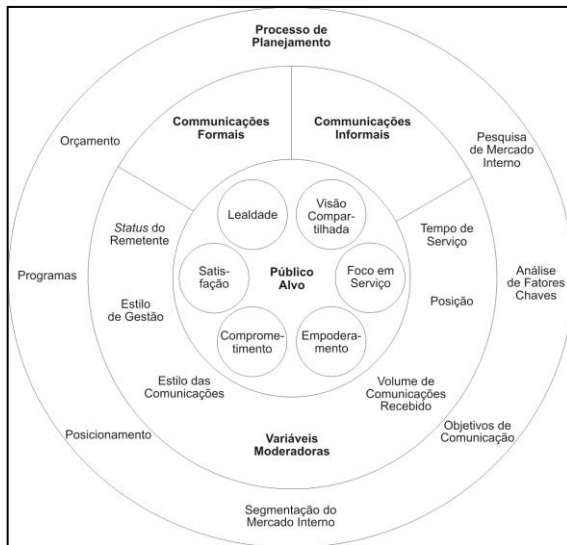 Processo de
Planejamento
Communicações
Formais
Communicações
Informais
Orçamento
Pesquisa
de Mercado
Interno
Lealdade
Visão
Compar-
tilhada
Status do
Remetente
Tempo de
Serviço
Programas
Satis-
fação
Público
Alvo
Foco em
Serviço
Análise
de Fatores
Chaves
Estilo
de Gestão
Posição
Comprome-
timento
Empodera-
mento
Estilo das
Comunicações
Volume de
Comunicações
Recebido
Posicionamento
Objetivos de
Comunicação
Variáveis
Moderadoras
Segmentação do
Mercado Interno